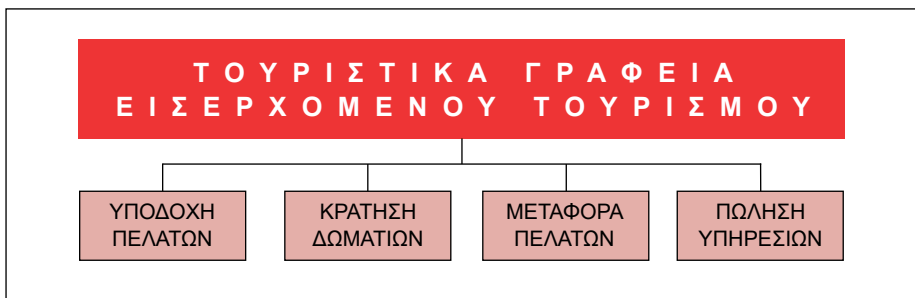 ΤΟΥΡΙΣΤΙΚΑ ΓΡΑΦΕΙΑ
ΕΙΣΕΡΧΟΜΕΝΟΥ ΤΟΥΡΙΣΜΟΥ
ΥΠΟΔΟΧΗ
ΠΕΛΑΤΩΝ
ΚΡΑΤΗΣΗ
ΔΩΜΑΤΙΩΝ
ΜΕΤΑΦΟΡΑ
ΠΕΛΑΤΩΝ
ΠΩΛΗΣΗ
ΥΠΗΡΕΣΙΩΝ